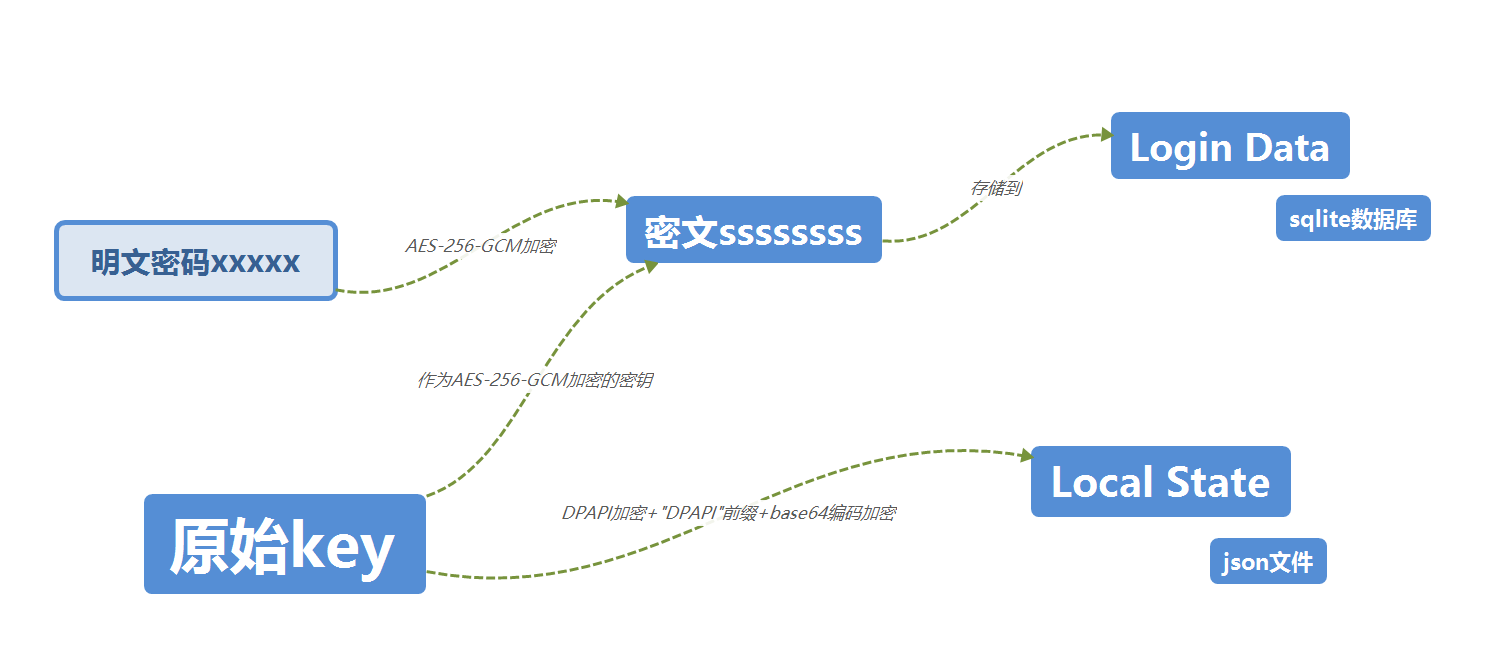 Login Data
存储到
sqlite数据库
密文ssssssss
AES-256-GCM加密
明文密码xxxxx
作为AES-256-GCM加密的密钥
Local State
DPAPI加密+"DPAPI"前缀+base64编码加密
原始key
json文件